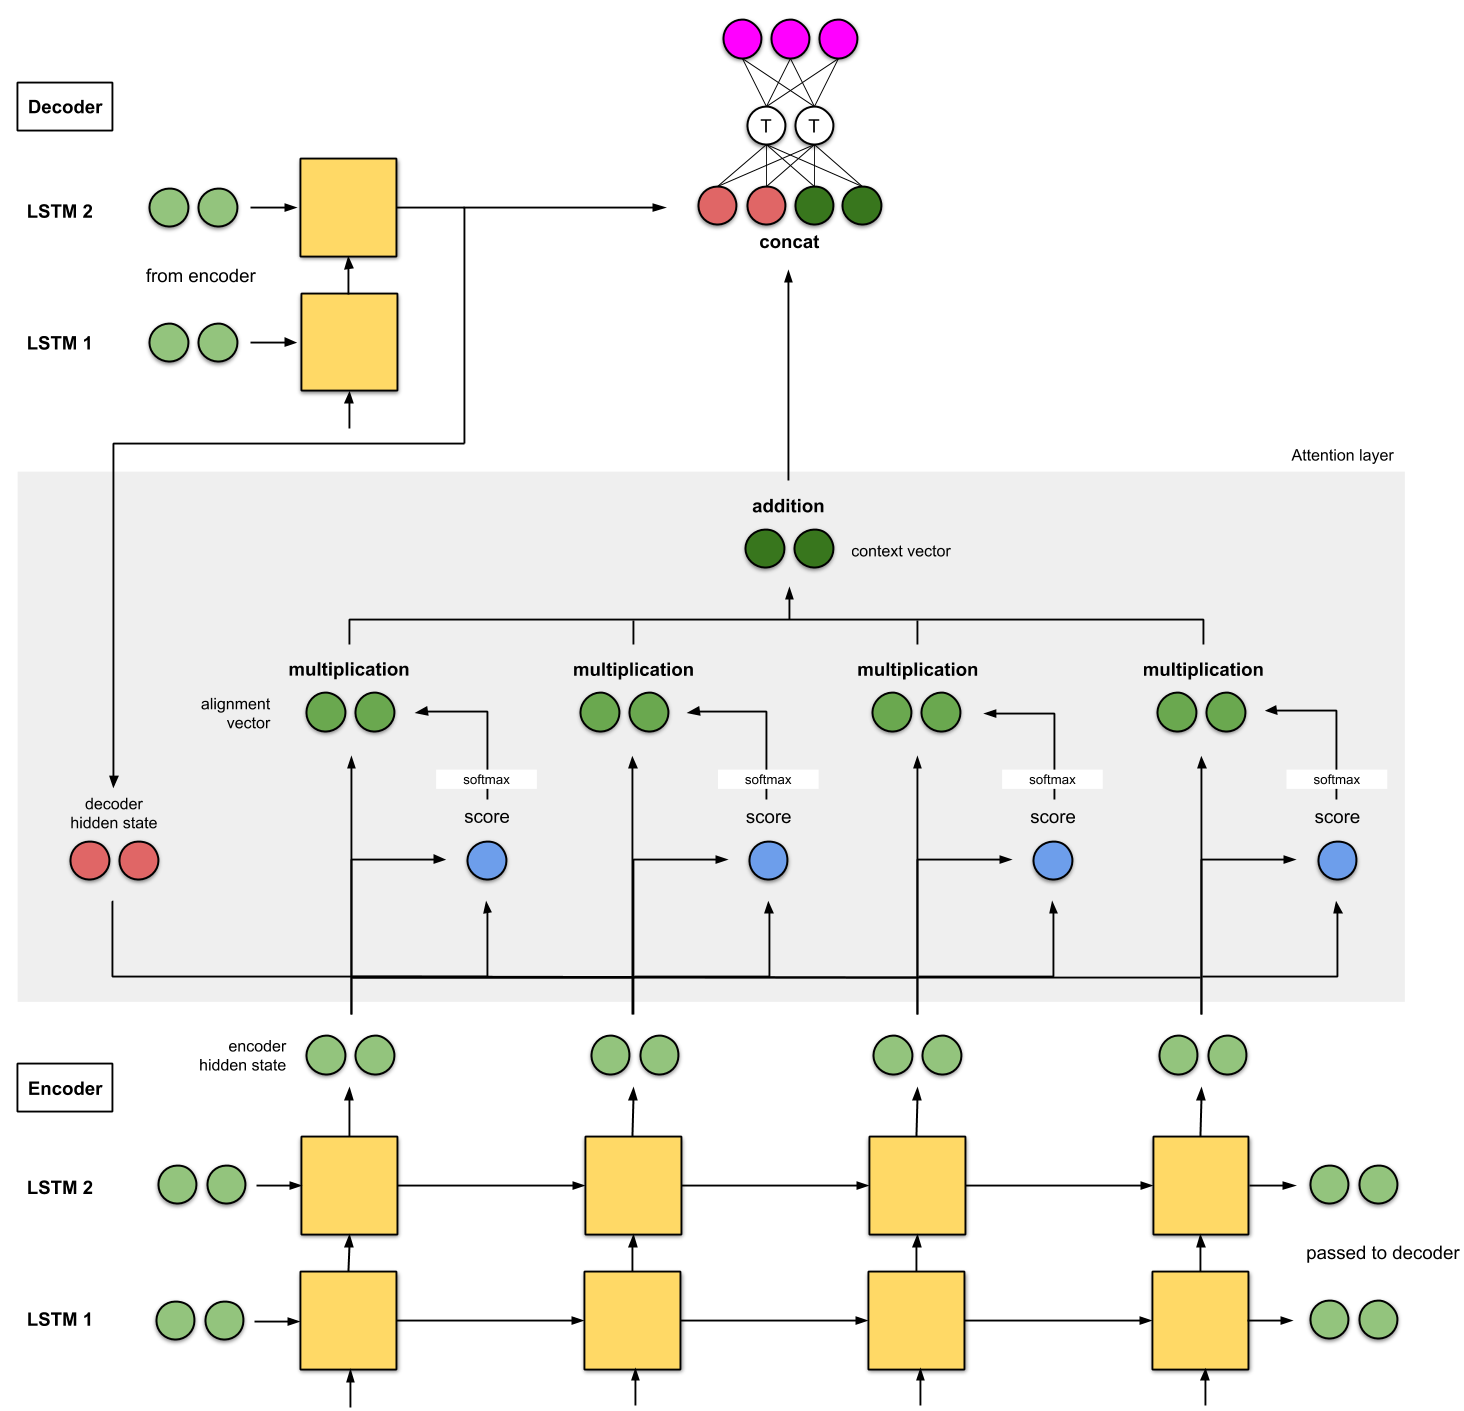 Decoder
T T
LSTM 2
concat
from encoder
LSTM 1
Attention layer
addition
context vector
multiplication multiplication multiplication multiplication
alignment
vector
softmax softmax softmax softmax
decoder
hidden state
score score score score
encoder
hidden state
Encoder
LSTM 2
passed to decoder
LSTM 1